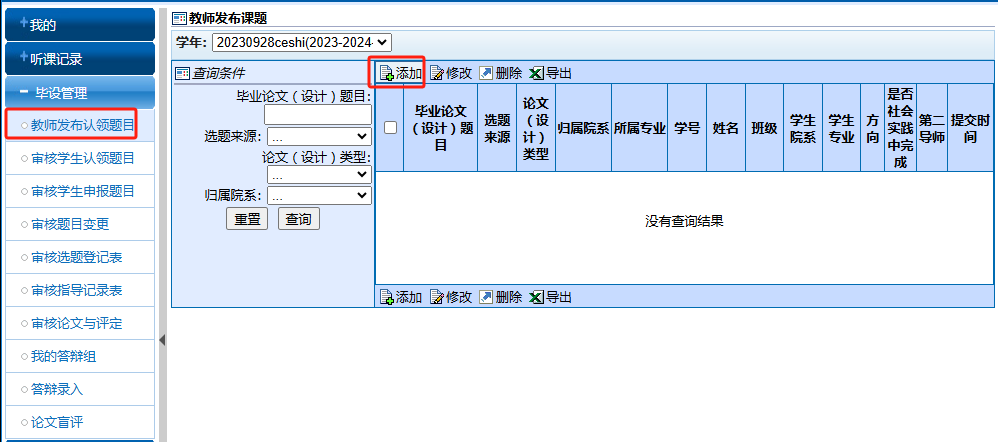 我的
听课记录
毕设管理
教师发布认领题目
审核学生认领题目
审核学生申报题目
审核题目变更
审核选题登记表
审核指导记录表
审核论文与评定
我的答辩组
答辩录入
论文盲评
教师发布课题
学年: 20230928ceshi(2023-2024-
查询条件
毕业论文（设计）题目:
选题来源: ...
论文（设计）类型:
...
归属院系: ...
重置 查询
添加 修改 删除 导出
毕业论文
（设计）题
目
选题
来源
论文
（设
计）
类型
归属院系
所属专业
学号
姓名
班级
学生
院系
学生
专业
方
向
是否
社会
实践
中完
成
第二
导师
提交时
间
没有查询结果
添加 修改 删除 导出